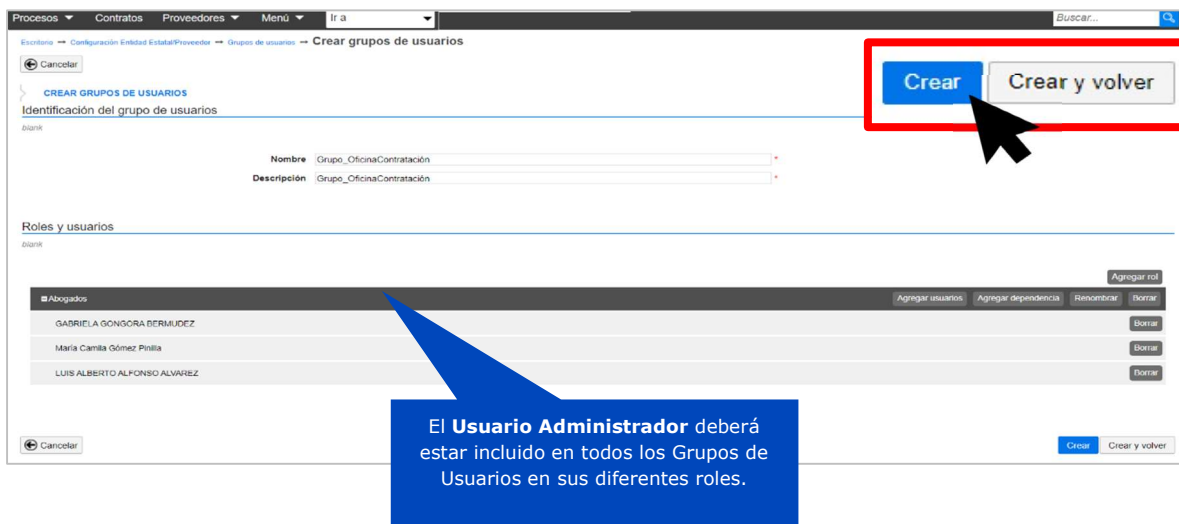 Procesos Contratos Proveedores Menú Ir a Buscar...
Escritorio → Configuración Entidad Estatal/Proveedor → Grupos de usuarios → Crear grupos de usuarios
Cancelar
Crear Crear y volver
CREAR GRUPOS DE USUARIOS
Identificación del grupo de usuarios
blank
Nombre Grupo_OficinaContratación *
Descripción Grupo_OficinaContratación *
Roles y usuarios
blank
Agregar rol
Abogados Agregar usuarios Agregar dependencia Renombrar Borrar
GABRIELA GONGORA BERMUDEZ Borrar
María Camila Gómez Pinilla Borrar
LUIS ALBERTO ALFONSO ALVAREZ Borrar
El Usuario Administrador deberá
estar incluido en todos los Grupos de
Usuarios en sus diferentes roles.
Cancelar Crear Crear y volver